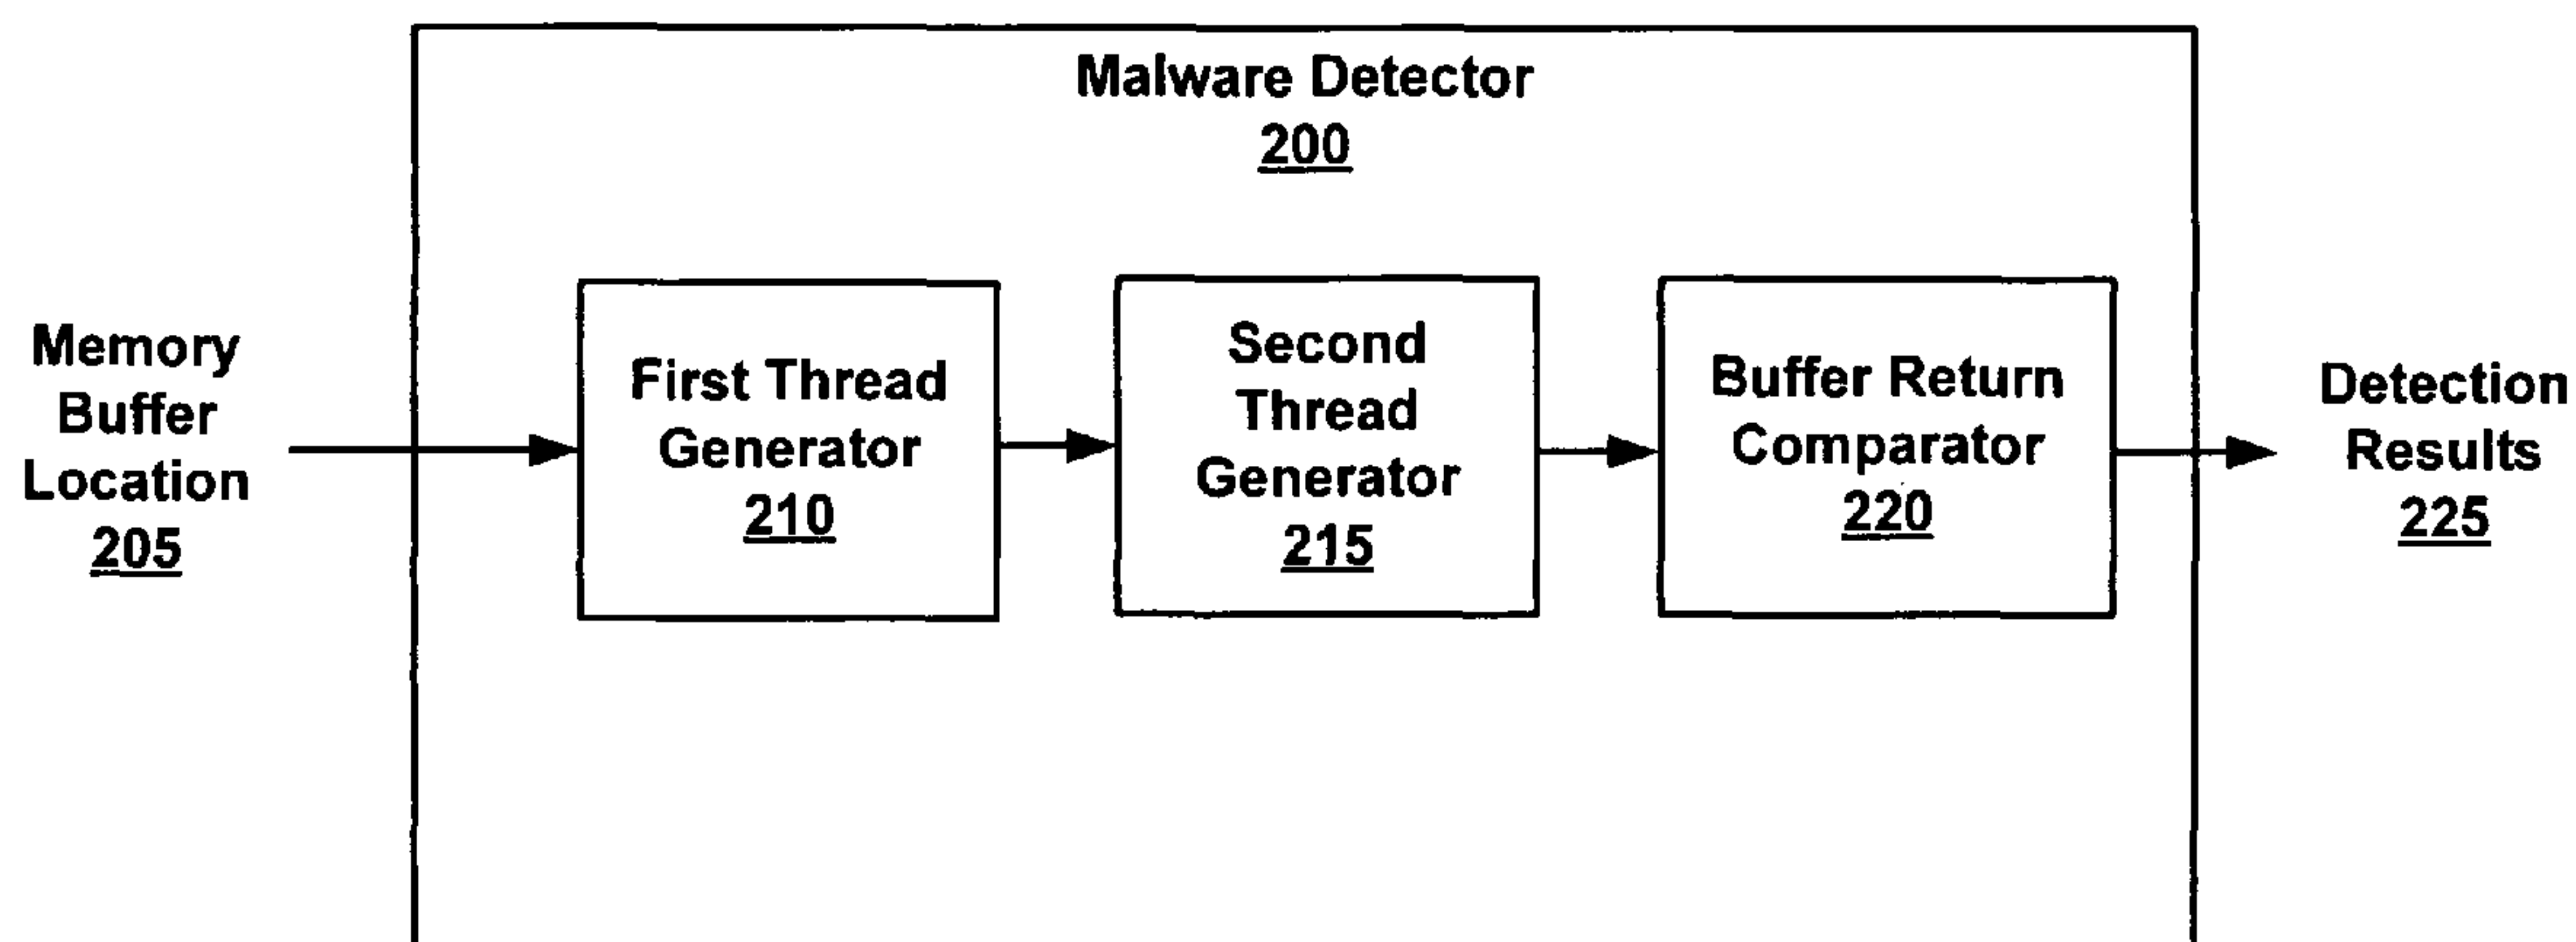 Malware Detector
200
Memory
Buffer
Location
205
First Thread
Generator
210
Second
Thread
Generator
215
Buffer Return
Comparator
220
Detection
Results
225